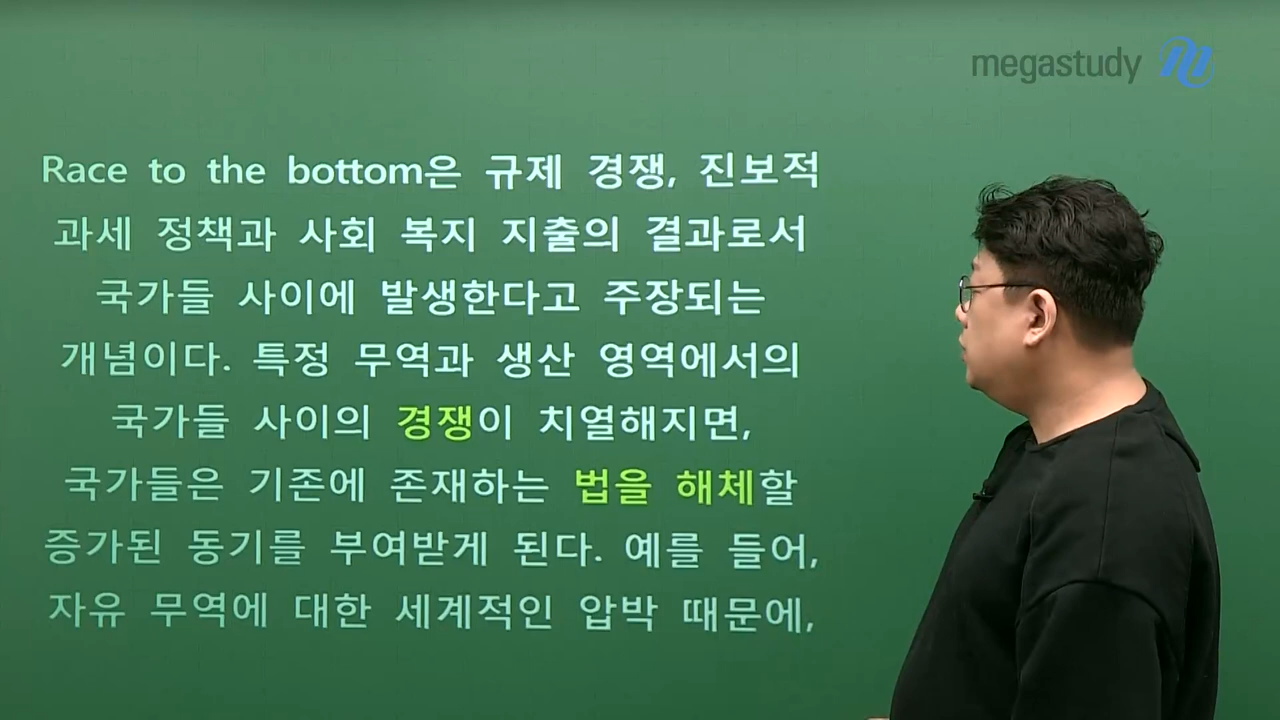 megastudy
Race to the bottom은 규제 경쟁, 진보적
과세 정책과 사회 복지 지출의 결과로서
국가들 사이에 발생한다고 주장되는
개념이다. 특정 무역과 생산 영역에서의
국가들 사이의 경쟁이 치열해지면,
국가들은 기존에 존재하는 법을 해체할
증가된 동기를 부여받게 된다. 예를 들어,
자유 무역에 대한 세계적인 압박 때문에,